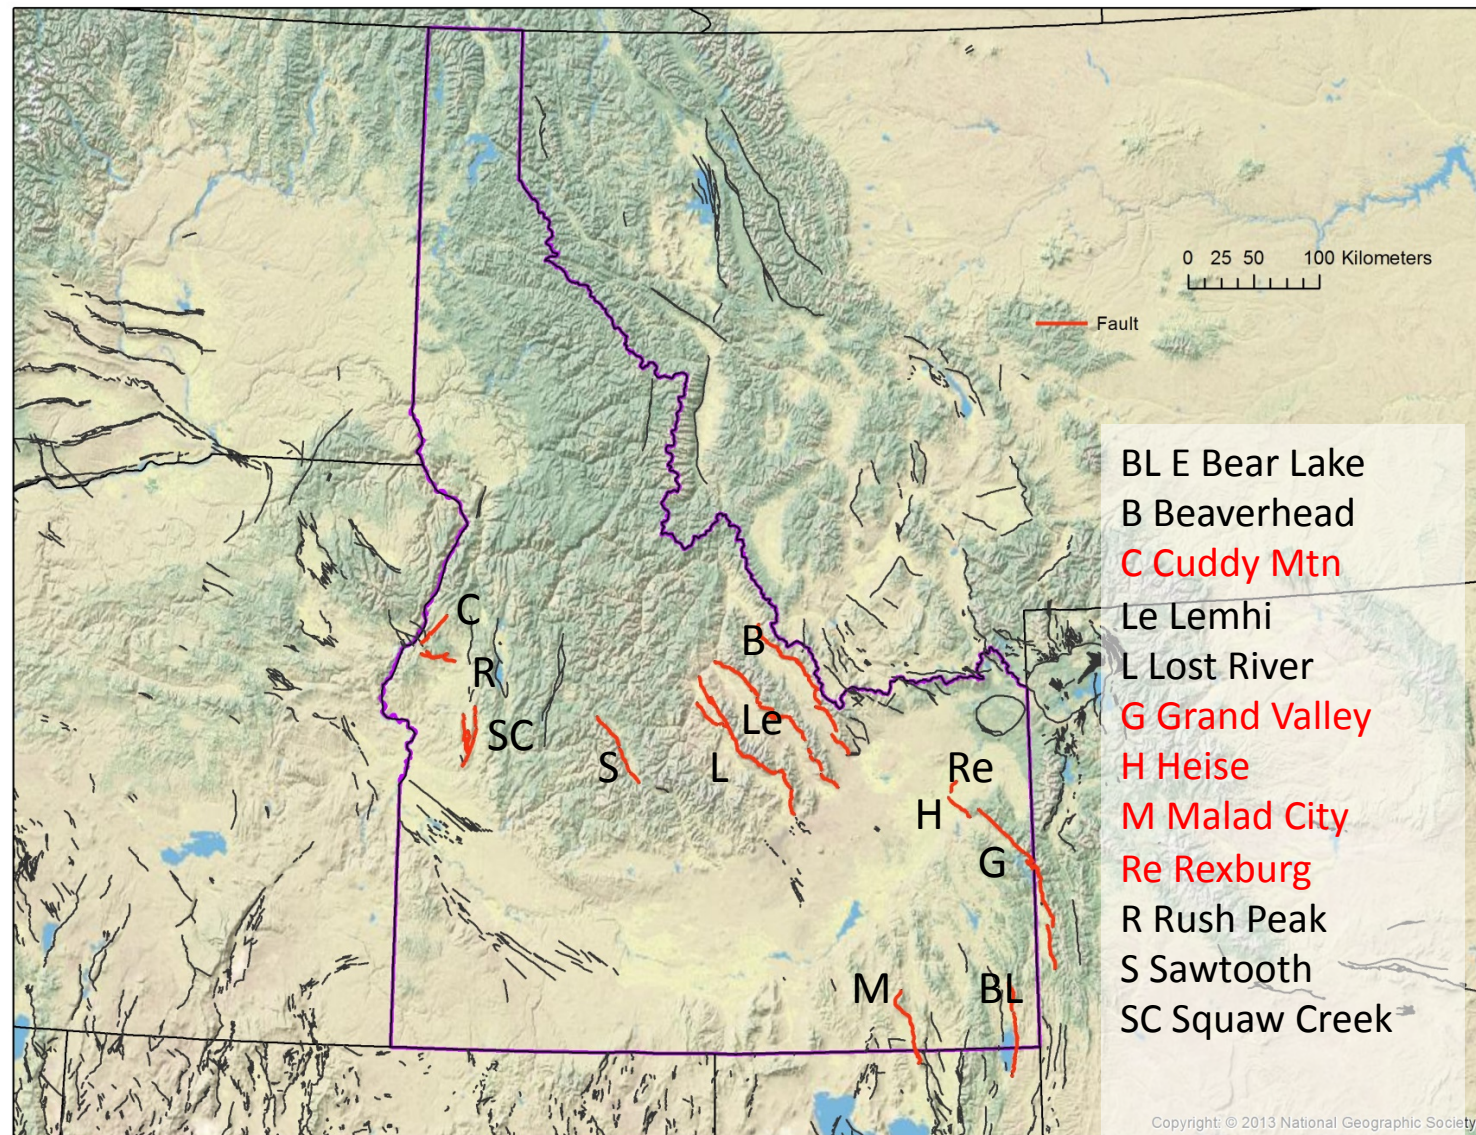 0 25 50 100 Kilometers
Fault
BL E Bear Lake
B Beaverhead
C Cuddy Mtn
Le Lemhi
L Lost River
G Grand Valley
H Heise
M Malad City
Re Rexburg
R Rush Peak
S Sawtooth
SC Squaw Creek
C
R
SC
S
B
Le
L
Re
H
G
M
BL
Copyright: © 2013 National Geographic Society